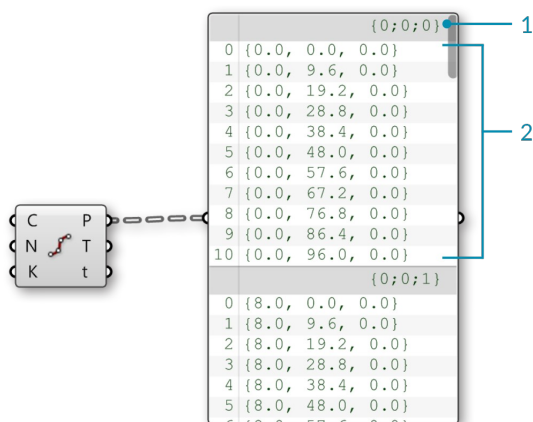 {0;0;0}
1
0 {0.0, 0.0, 0.0}
1 {0.0, 9.6, 0.0}
2 {0.0, 19.2, 0.0}
3 {0.0, 28.8, 0.0}
4 {0.0, 38.4, 0.0}
2
5 {0.0, 48.0, 0.0}
6 {0.0, 57.6, 0.0}
7 {0.0, 67.2, 0.0}
8 {0.0, 76.8, 0.0}
9 {0.0, 86.4, 0.0}
10 {0.0, 96.0, 0.0}
C P
N T
K t
{0;0;1}
0 {8.0, 0.0, 0.0}
1 {8.0, 9.6, 0.0}
2 {8.0, 19.2, 0.0}
3 {8.0, 28.8, 0.0}
4 {8.0, 38.4, 0.0}
5 {8.0, 48.0, 0.0}